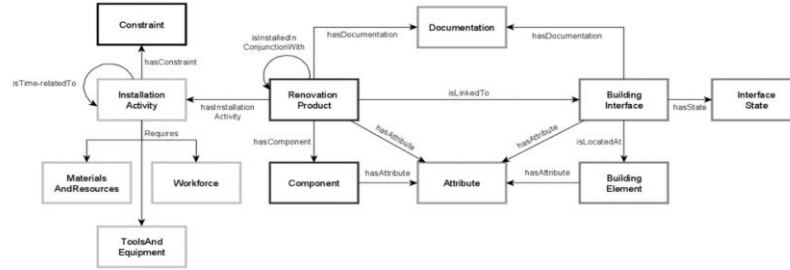 Constraint
isInstalledIn
ConjunctionWith
hasDocumentation
Documentation
hasDocumentation
hasConstraint
isTime-relatedTo
Installation
Activity
hasInstallation
Activity
Renovation
Product
isLinkedTo
Building
Interface
hasState
Interface
State
Requires
hasComponent
hasAttribute
hasAttribute
isLocatedAt
Materials
AndResources
Workforce
Component
hasAttribute
Attribute
hasAttribute
Building
Element
ToolsAnd
Equipment